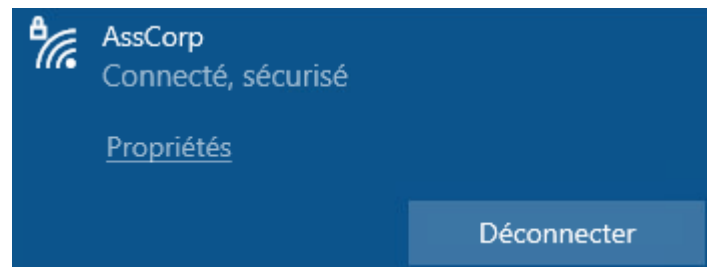 AssCorp
Connecté, sécurisé
Propriétés
Déconnecter